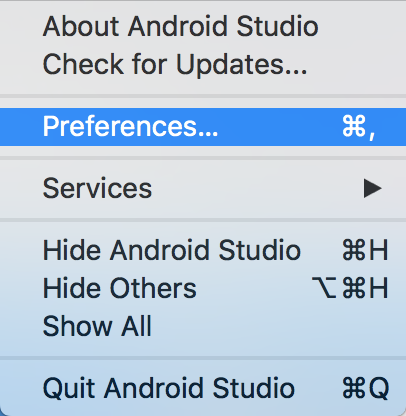 About Android Studio
Check for Updates...
Preferences... ⌘,
Services ▶
Hide Android Studio ⌘H
Hide Others ⌥⌘H
Show All
Quit Android Studio ⌘Q